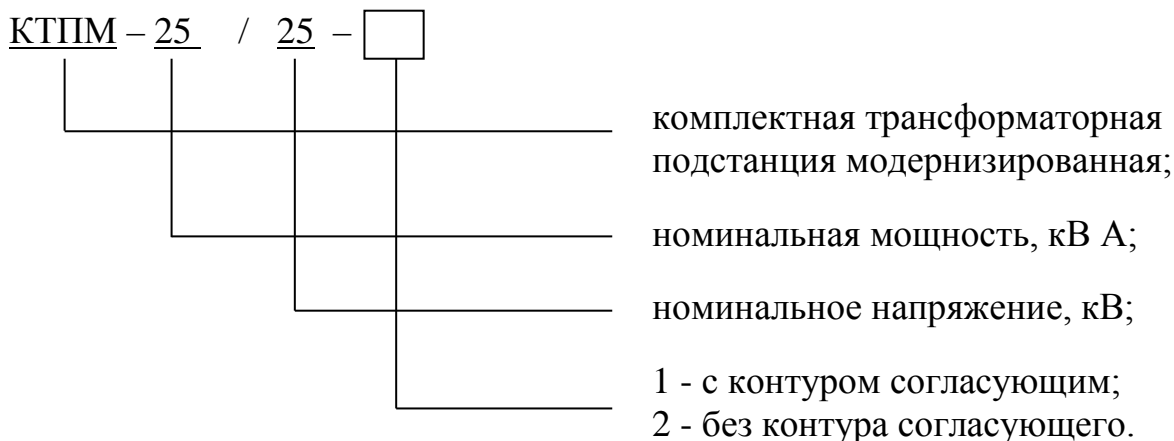 КТПМ – 25 / 25 –
комплектная трансформаторная
подстанция модернизированная;
номинальная мощность, кВ А;
номинальное напряжение, кВ;
1 - с контуром согласующим;
2 - без контура согласующего.